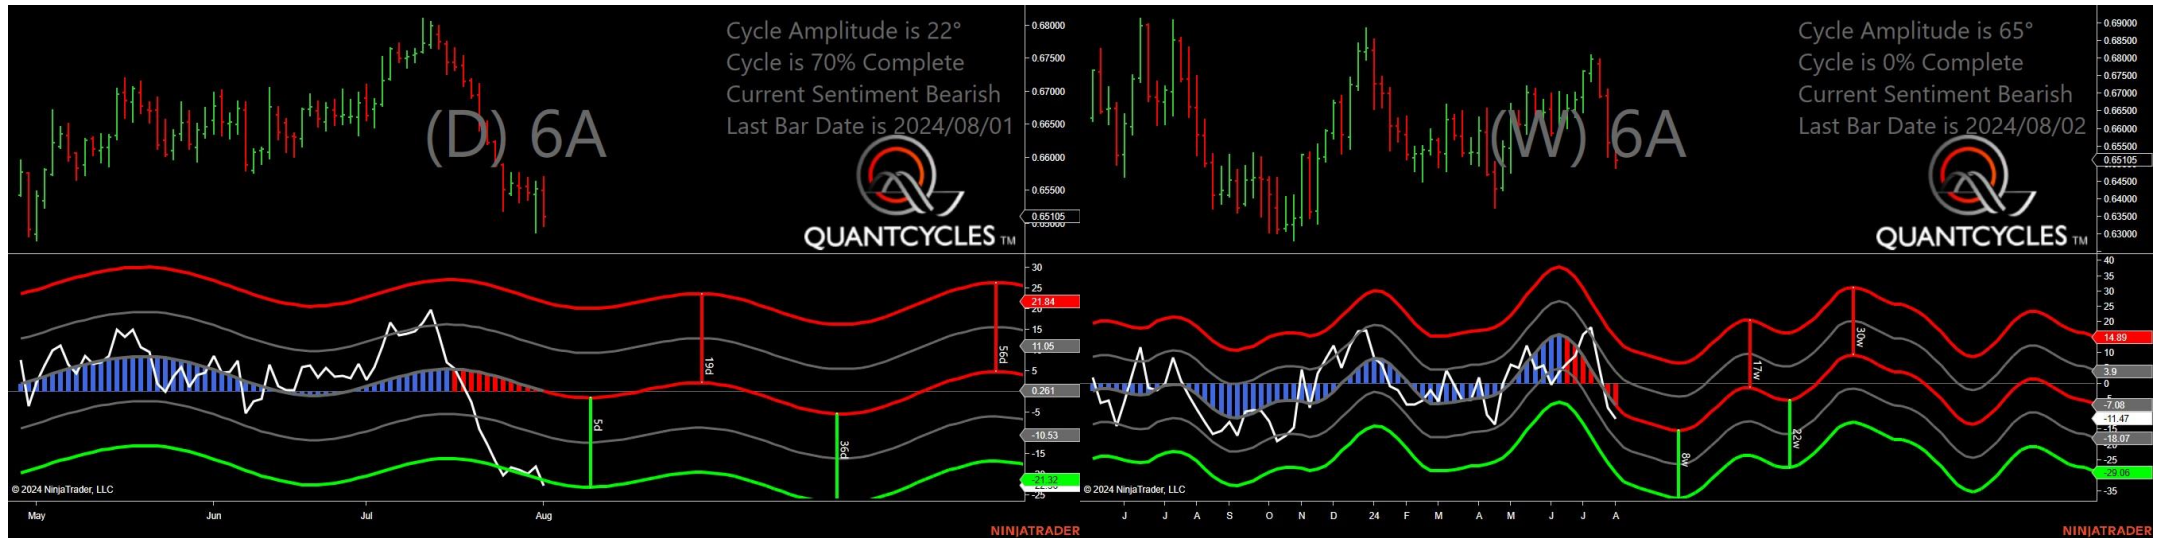 Cycle Amplitude is 22°
Cycle is 70% Complete
Current Sentiment Bearish
Last Bar Date is 2024/08/01
(D) 6A
QUANTCYCLES TM
0.68000
0.67500
0.67000
0.66500
0.66000
0.65500
0.65105
0.65000
30
25
21.84
20
15
11.05
5
0.261
-5
-10.53
-15
-21.32
-25
19d
56d
5d
36d
© 2024 NinjaTrader, LLC
May Jun Jul Aug
NINJATRADER
Cycle Amplitude is 65°
Cycle is 0% Complete
Current Sentiment Bearish
Last Bar Date is 2024/08/02
(W) 6A
QUANTCYCLES TM
0.69000
0.68500
0.68000
0.67500
0.67000
0.66500
0.66000
0.65500
0.65105
0.64500
0.64000
0.63500
0.63000
40
35
30
25
20
14.89
10
3.9
0
-7.08
-11.47
-15
-18.07
-25
-29.06
-35
17w
30w
8w
22w
© 2024 NinjaTrader, LLC
J J A S O N D 24 F M A M J J A
NINJATRADER